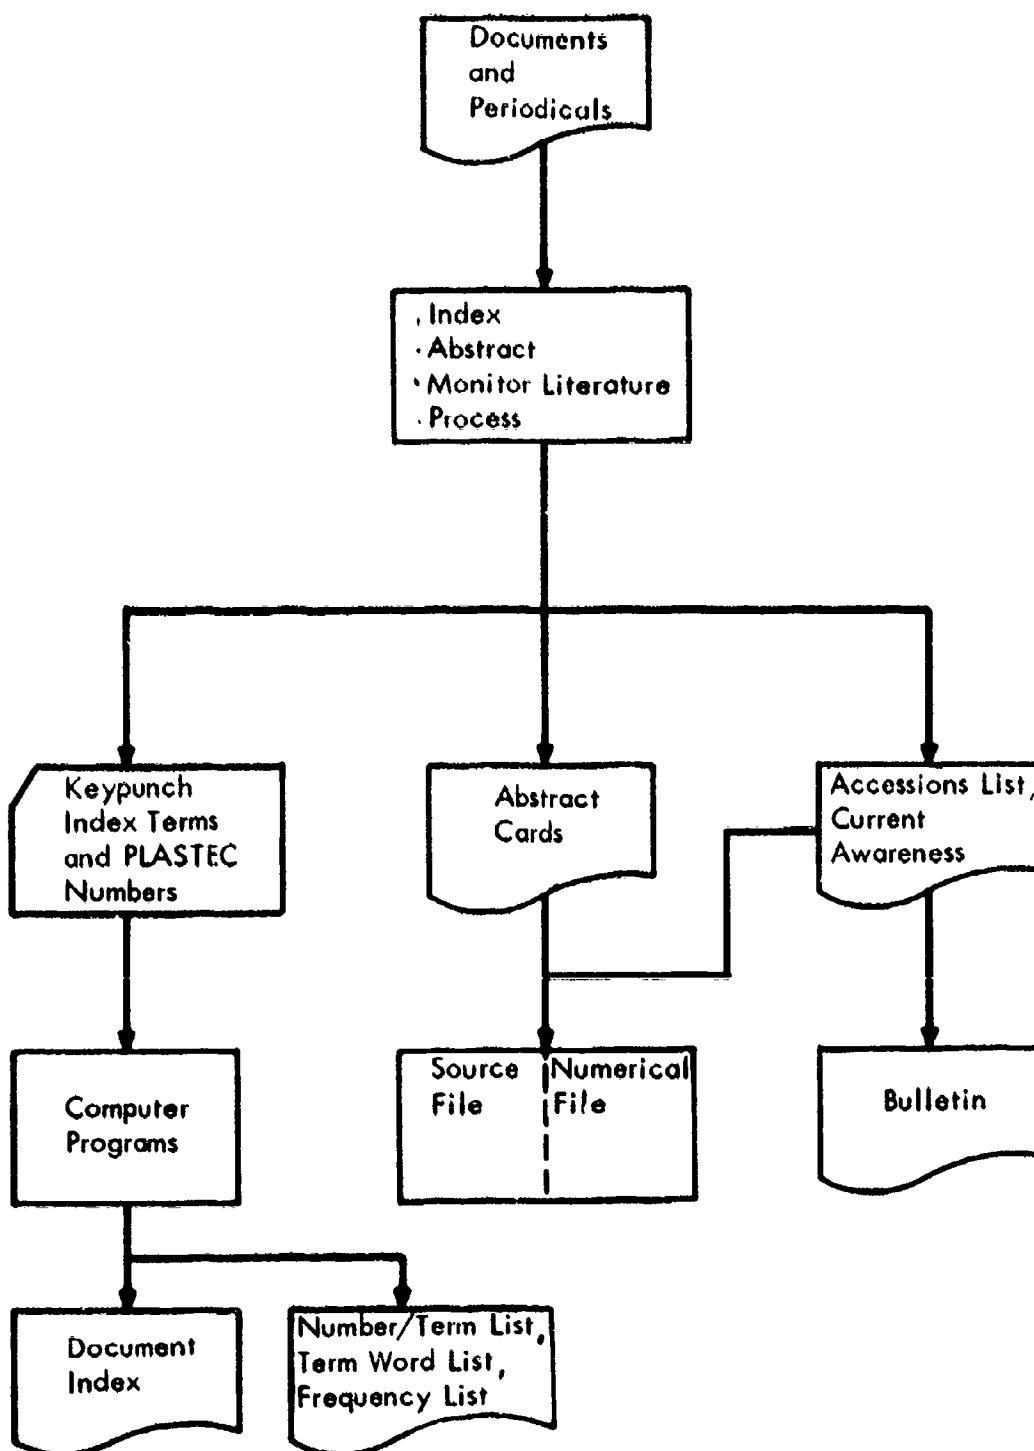 Documents
and
Periodicals
. Index
· Abstract
· Monitor Literature
. Process
Keypunch
Index Terms
and PLASTEC
Numbers
Abstract
Cards
Accessions List,
Current
Awareness
Computer
Programs
Source
File
Numerical
File
Bulletin
Document
Index
Number/Term List,
Term Word List,
Frequency List